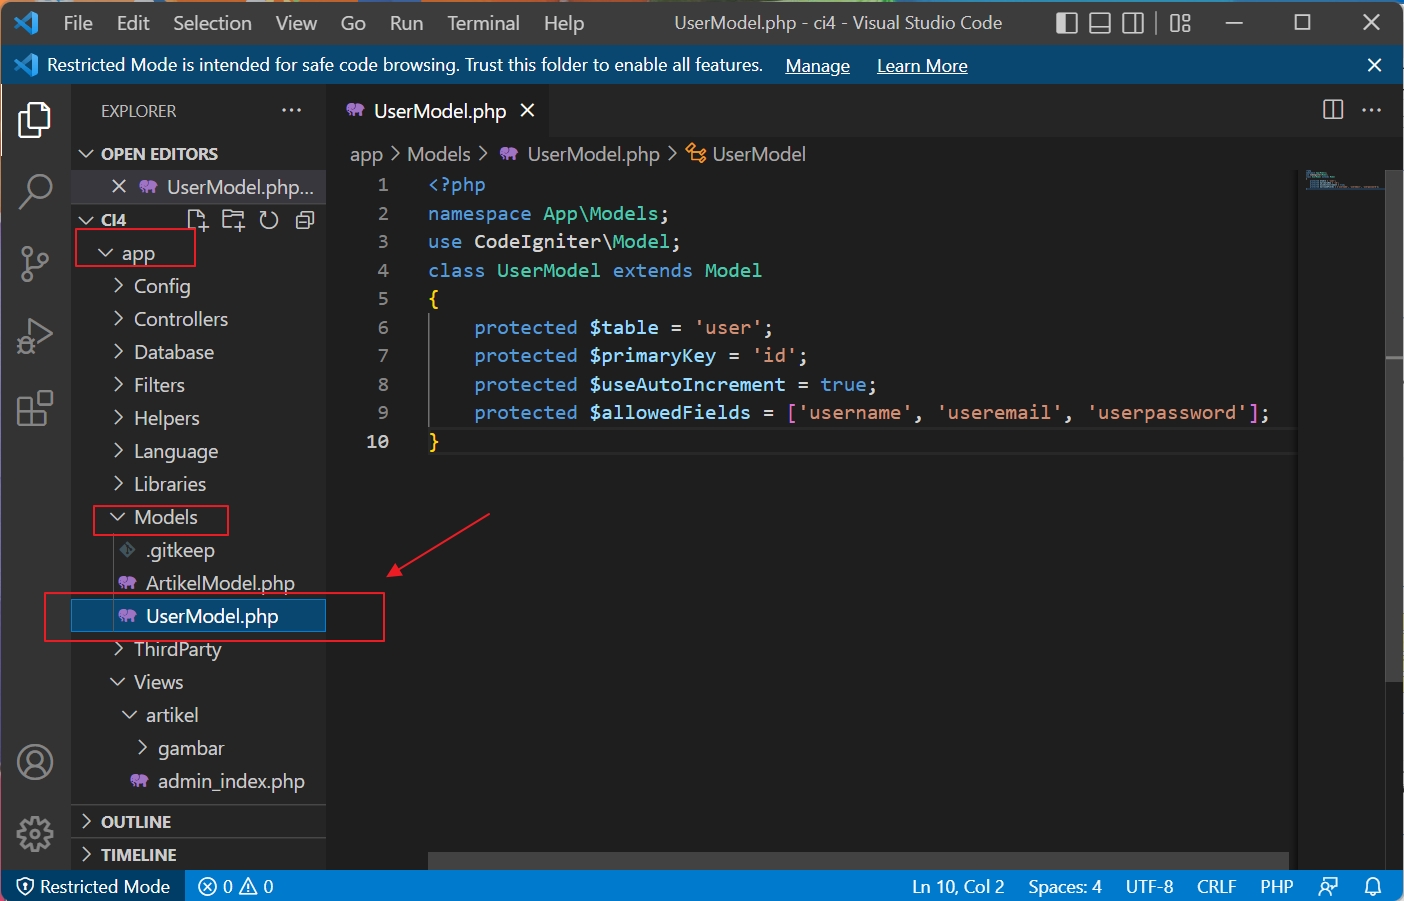 File Edit Selection View Go Run Terminal Help UserModel.php - ci4 - Visual Studio Code
Restricted Mode is intended for safe code browsing. Trust this folder to enable all features. Manage Learn More
EXPLORER
OPEN EDITORS
UserModel.php...
CI4
app
Config
Controllers
Database
Filters
Helpers
Language
Libraries
Models
.gitkeep
ArtikelModel.php
UserModel.php
ThirdParty
Views
artikel
gambar
admin_index.php
OUTLINE
TIMELINE
UserModel.php
app > Models > UserModel.php > UserModel
1 <?php
2 namespace App\Models;
3 use CodeIgniter\Model;
4 class UserModel extends Model
5 {
6     protected $table = 'user';
7     protected $primaryKey = 'id';
8     protected $useAutoIncrement = true;
9     protected $allowedFields = ['username', 'useremail', 'userpassword'];
10 }
Restricted Mode 0 0 Ln 10, Col 2 Spaces: 4 UTF-8 CRLF PHP